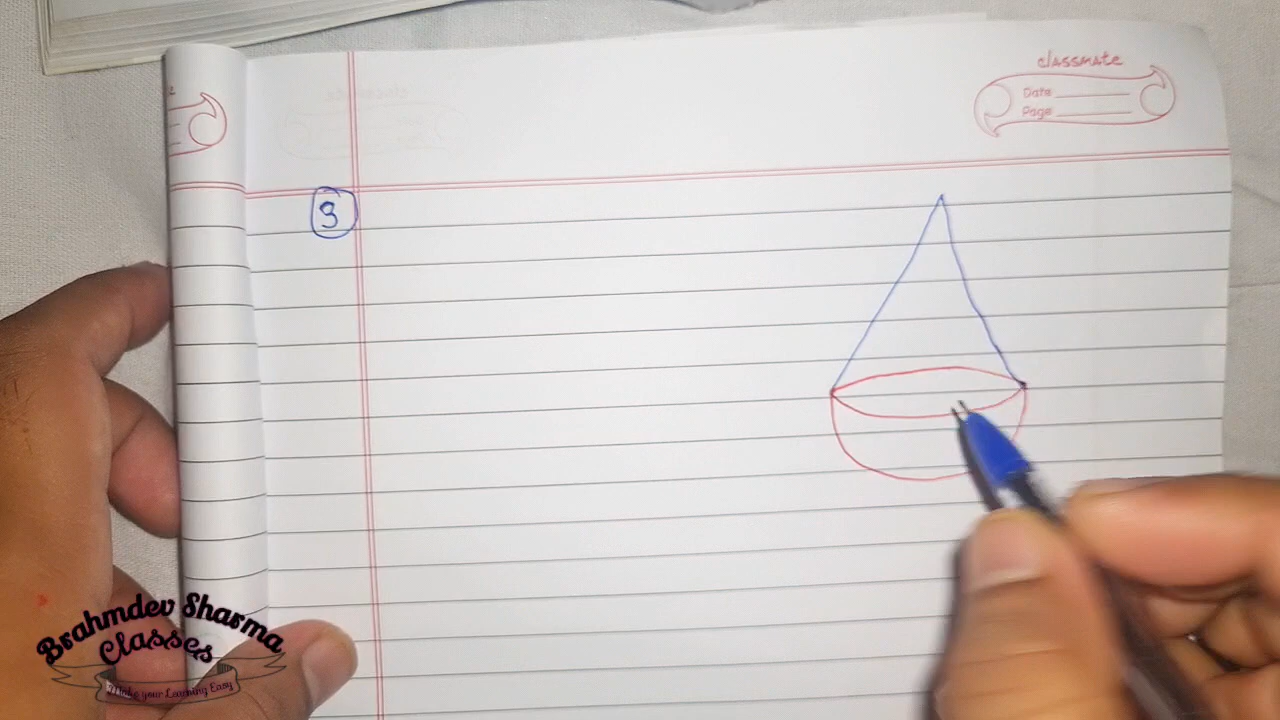 classmate
Date
Page
3
Brahmdev Sharma
Classes
Make your Learning Easy